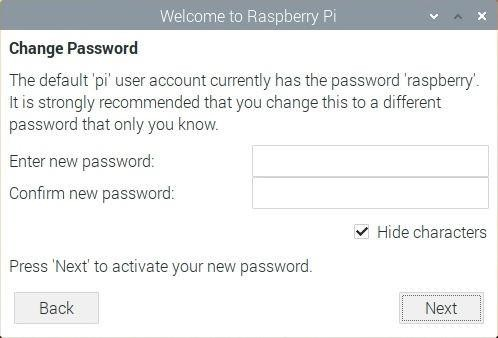 Welcome to Raspberry Pi
Change Password
The default 'pi' user account currently has the password 'raspberry'.
It is strongly recommended that you change this to a different
password that only you know.
Enter new password:
Confirm new password:
Hide characters
Press 'Next' to activate your new password.
Back
Next